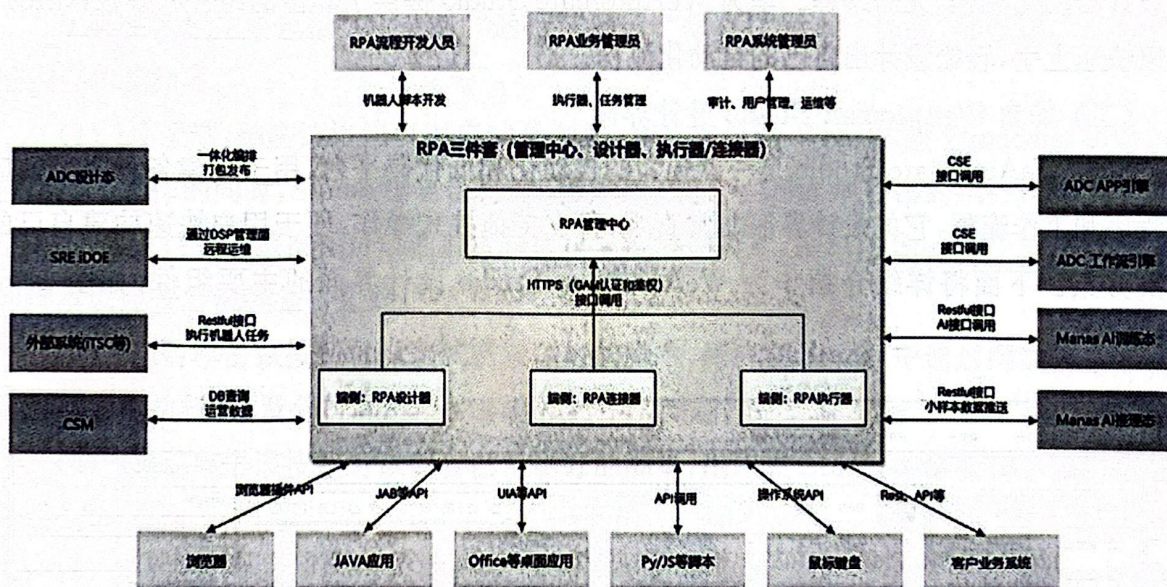 RPA流程开发人员
RPA业务管理员
RPA系统管理员
机器人脚本开发
执行器、任务管理
审计、用户管理、运维等
RPA三件套（管理中心、设计器、执行器/连接器）
ADC设计态
一体化编排
打包发布
CSE
接口调用
ADC APP引擎
RPA管理中心
SRE iDOE
通过DSP管理面
远程运维
CSE
接口调用
ADC 工作流引擎
HTTPS（GAM认证和鉴权）
接口调用
外部系统(iTSC等)
Restful接口
执行机器人任务
Restful接口
AI接口调用
Manas AI训练态
端侧：RPA设计器
端侧：RPA连接器
端侧：RPA执行器
CSM
DB查询
运营数据
Restful接口
小样本数据推送
Manas AI推理态
浏览器插件API
JAB等API
UIA等API
API调用
操作系统API
Rest、API等
浏览器
JAVA应用
Office等桌面应用
Py/JS等脚本
鼠标键盘
客户业务系统